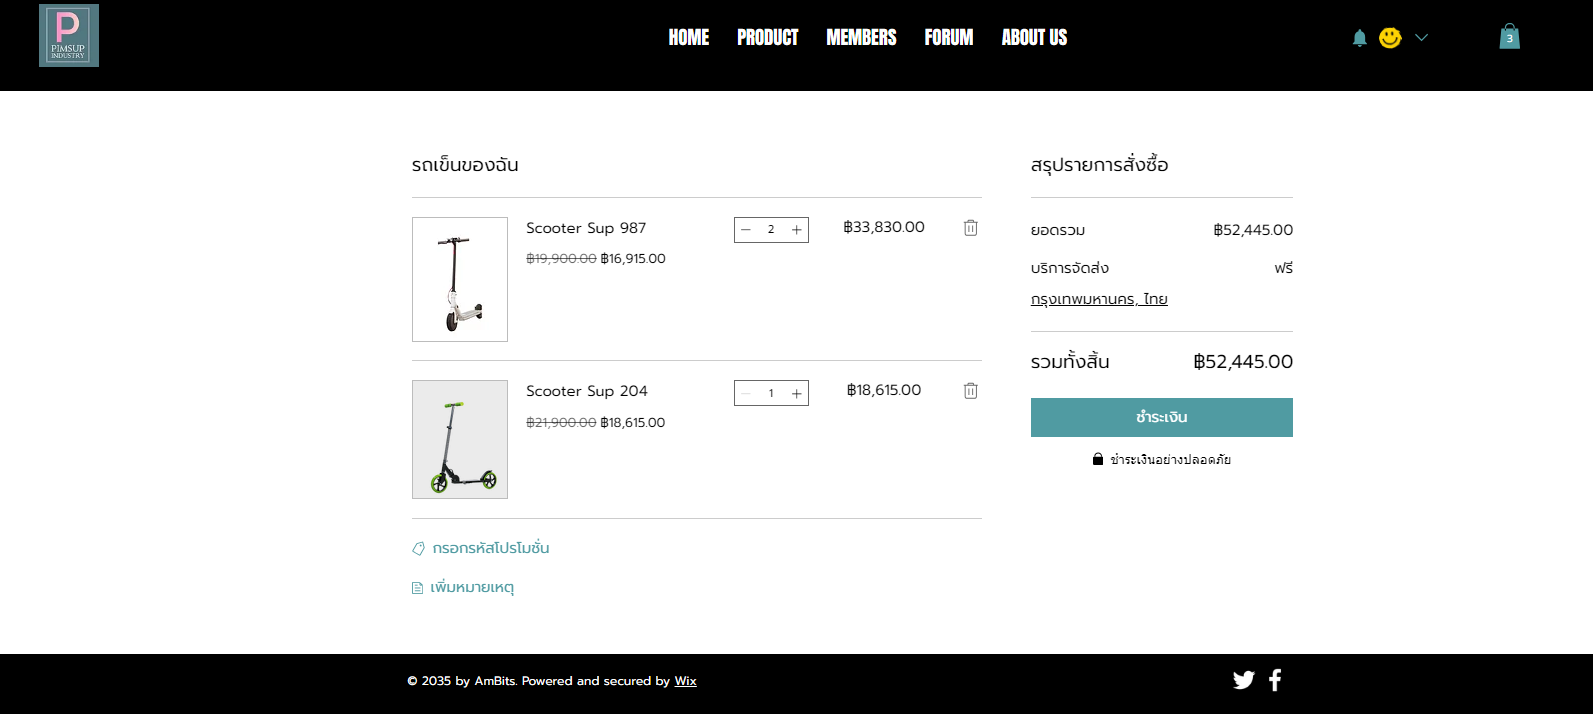 P
PIMSUP
INDUSTRY
HOME PRODUCT MEMBERS FORUM ABOUT US
3
รถเข็นของฉัน
Scooter Sup 987
฿19,900.00 ฿16,915.00
2
฿33,830.00
Scooter Sup 204
฿21,900.00 ฿18,615.00
1
฿18,615.00
กรอกรหัสโปรโมชั่น
เพิ่มหมายเหตุ
สรุปรายการสั่งซื้อ
ยอดรวม ฿52,445.00
บริการจัดส่ง ฟรี
กรุงเทพมหานคร, ไทย
รวมทั้งสิ้น ฿52,445.00
ชำระเงิน
ชำระเงินอย่างปลอดภัย
© 2035 by AmBits. Powered and secured by Wix